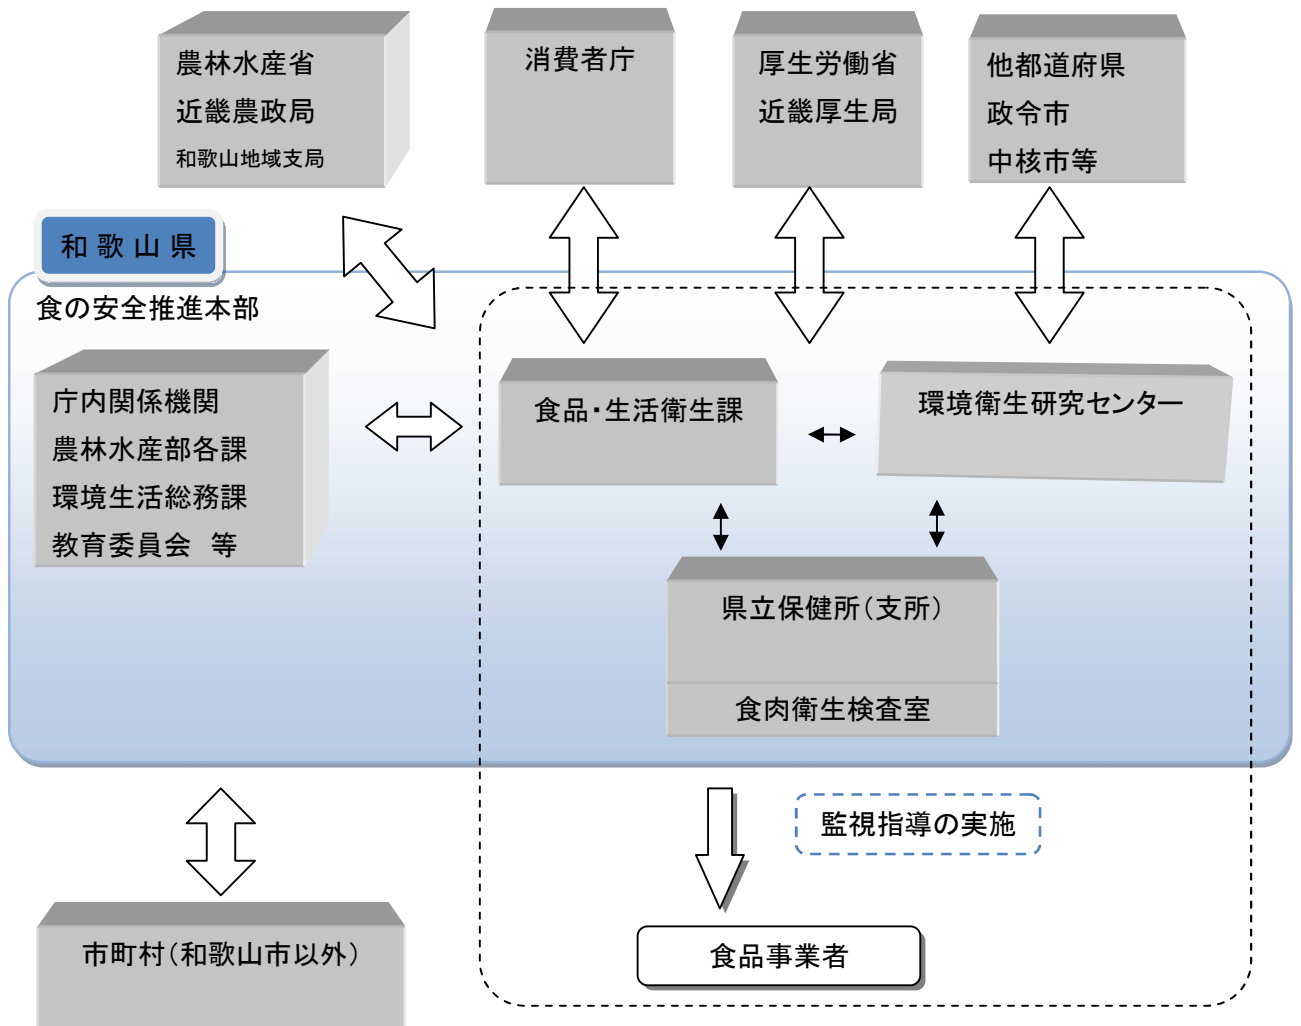 農林水産省
近畿農政局
和歌山地域支局
消費者庁
厚生労働省
近畿厚生局
他都道府県
政令市
中核市等
和歌山県
食の安全推進本部
庁内関係機関
農林水産部各課
環境生活総務課
教育委員会 等
食品・生活衛生課
環境衛生研究センター
県立保健所（支所）
食肉衛生検査室
監視指導の実施
市町村（和歌山市以外）
食品事業者